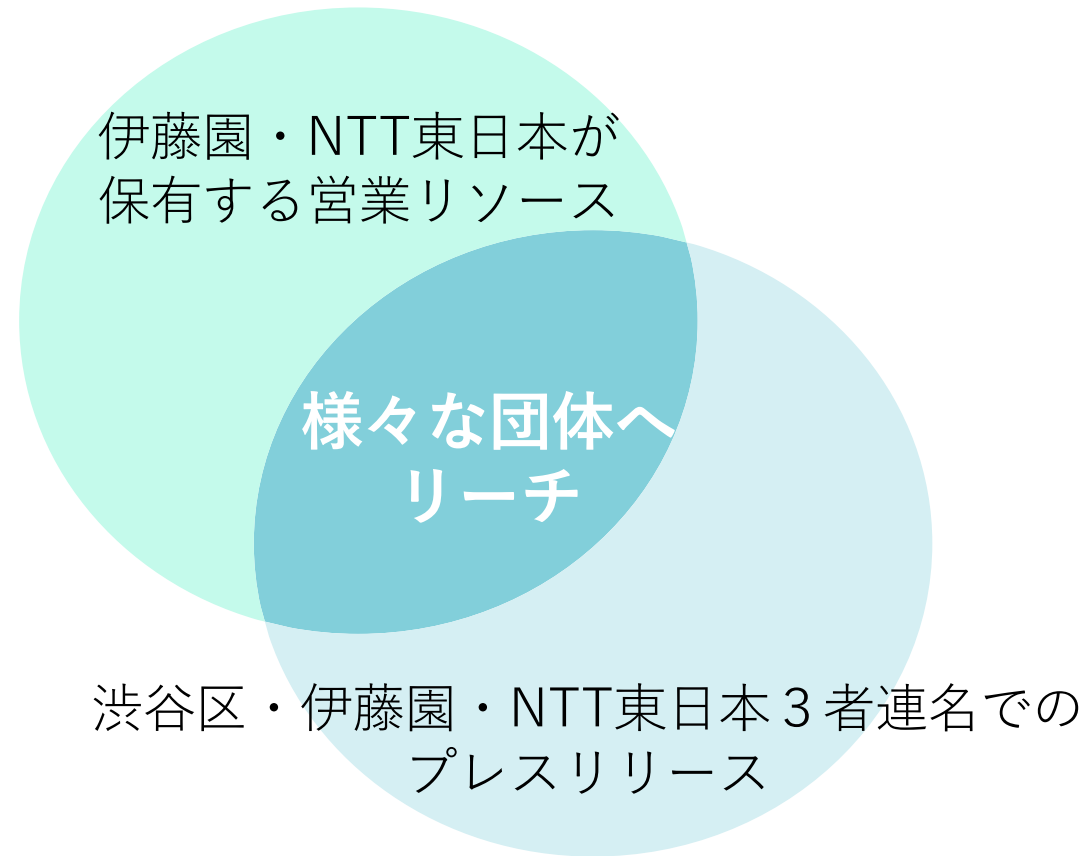 伊藤園・NTT東日本が
保有する営業リソース
様々な団体へ
リーチ
渋谷区・伊藤園・NTT東日本３者連名での
プレスリリース